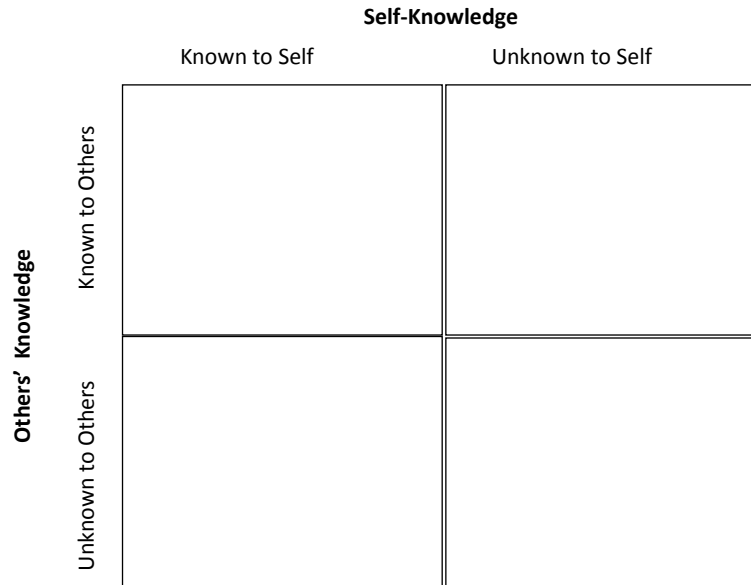 Self-Knowledge
Known to Self
Unknown to Self
Others’ Knowledge
Known to Others
Unknown to Others